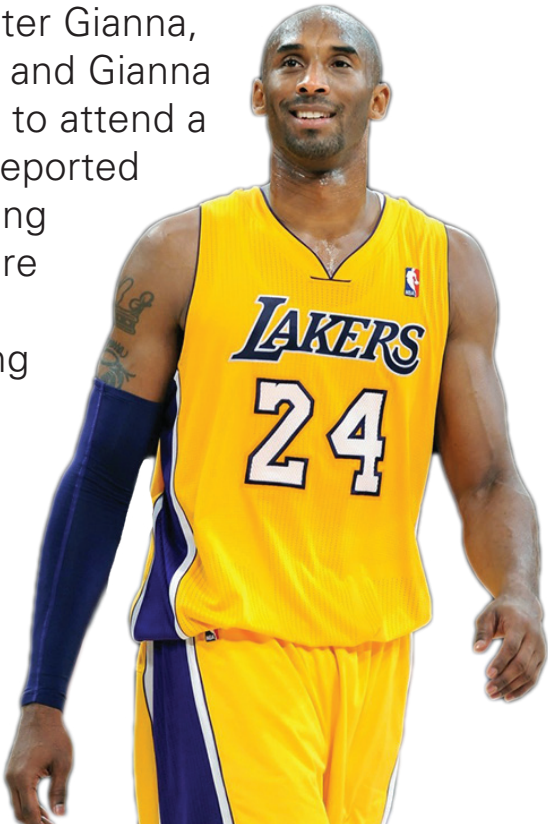 ter Gianna,
and Gianna
to attend a
eported
ng
re
ng
LAKERS
24